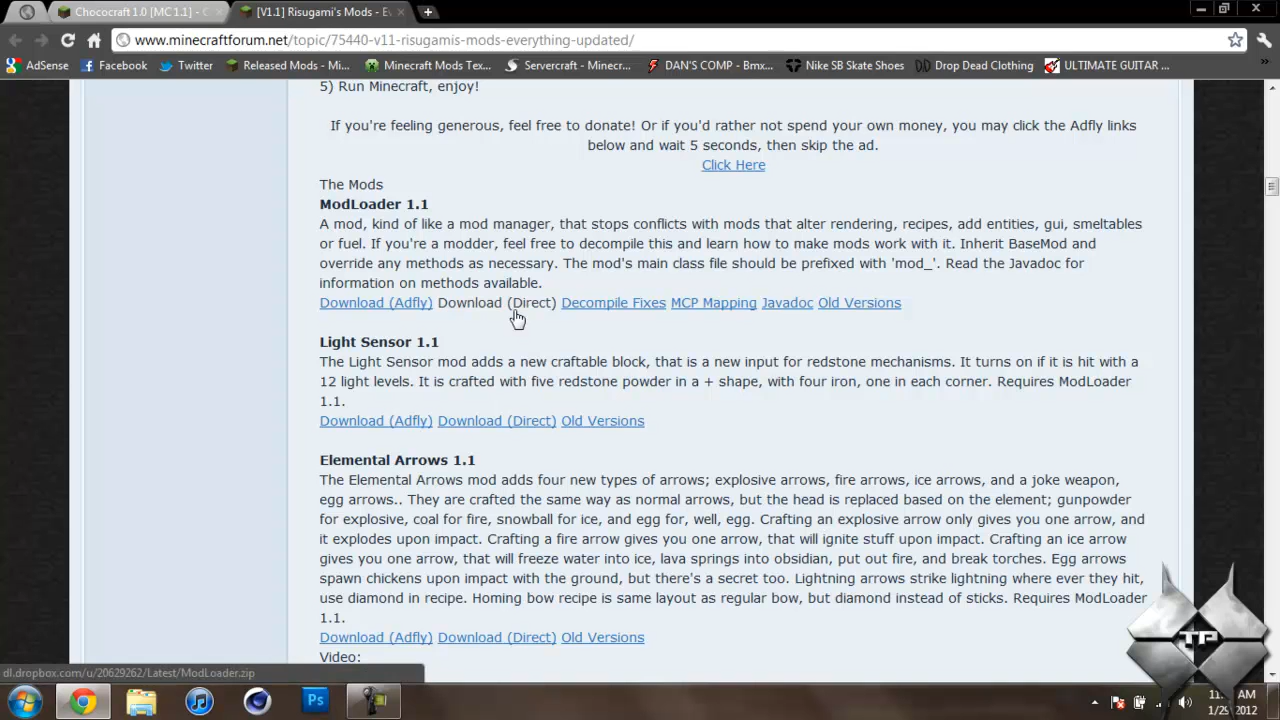 Chococraft 1.0 [MC 1.1] - C
[V1.1] Risugami's Mods - Ev
www.minecraftforum.net/topic/75440-v11-risugamis-mods-everything-updated/
AdSense Facebook Twitter Released Mods - Mi... Minecraft Mods Tex... Servercraft - Minecr... DAN'S COMP - Bmx... Nike SB Skate Shoes Drop Dead Clothing ULTIMATE GUITAR ...
5) Run Minecraft, enjoy!
If you're feeling generous, feel free to donate! Or if you'd rather not spend your own money, you may click the Adfly links
below and wait 5 seconds, then skip the ad.
Click Here
The Mods
ModLoader 1.1
A mod, kind of like a mod manager, that stops conflicts with mods that alter rendering, recipes, add entities, gui, smeltables
or fuel. If you're a modder, feel free to decompile this and learn how to make mods work with it. Inherit BaseMod and
override any methods as necessary. The mod's main class file should be prefixed with 'mod_'. Read the Javadoc for
information on methods available.
Download (Adfly) Download (Direct) Decompile Fixes MCP Mapping Javadoc Old Versions
Light Sensor 1.1
The Light Sensor mod adds a new craftable block, that is a new input for redstone mechanisms. It turns on if it is hit with a
12 light levels. It is crafted with five redstone powder in a + shape, with four iron, one in each corner. Requires ModLoader
1.1.
Download (Adfly) Download (Direct) Old Versions
Elemental Arrows 1.1
The Elemental Arrows mod adds four new types of arrows; explosive arrows, fire arrows, ice arrows, and a joke weapon,
egg arrows.. They are crafted the same way as normal arrows, but the head is replaced based on the element; gunpowder
for explosive, coal for fire, snowball for ice, and egg for, well, egg. Crafting an explosive arrow only gives you one arrow, and
it explodes upon impact. Crafting a fire arrow gives you one arrow, that will ignite stuff upon impact. Crafting an ice arrow
gives you one arrow, that will freeze water into ice, lava springs into obsidian, put out fire, and break torches. Egg arrows
spawn chickens upon impact with the ground, but there's a secret too. Lightning arrows strike lightning where ever they hit,
use diamond in recipe. Homing bow recipe is same layout as regular bow, but diamond instead of sticks. Requires ModLoader
1.1.
Download (Adfly) Download (Direct) Old Versions
Video:
dl.dropbox.com/u/20629262/Latest/ModLoader.zip
TP
Ps
AM
1/29/2012